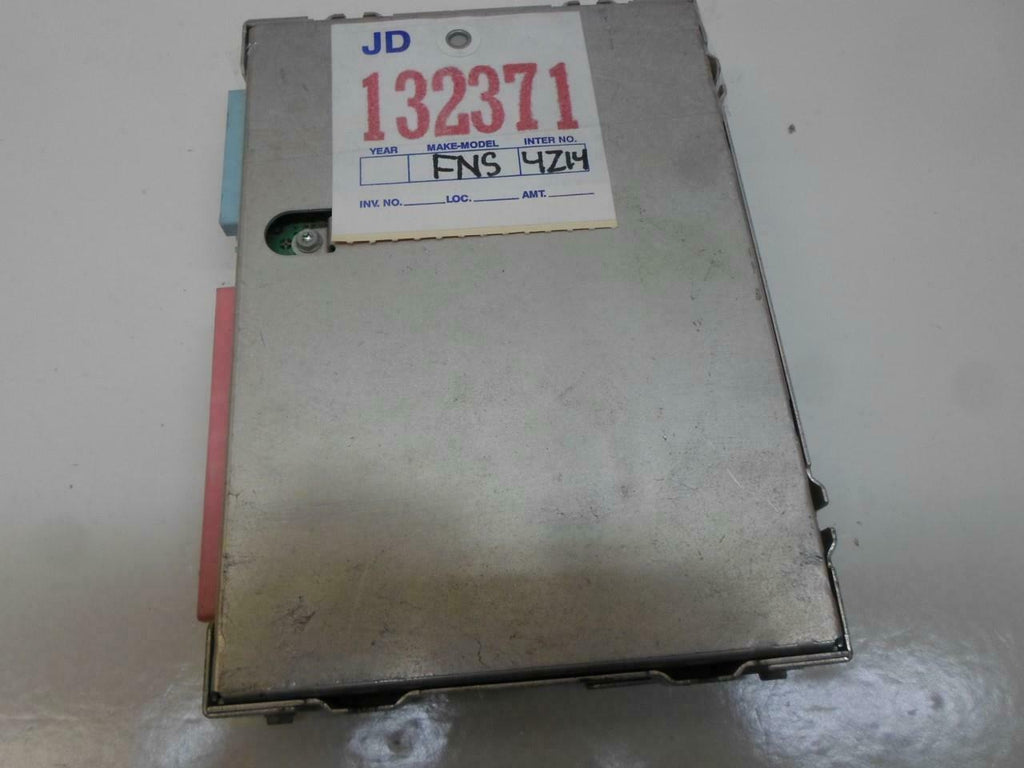 JD
132371
YEAR MAKE-MODEL INTER NO.
FNS 4Z14
INV. NO. LOC. AMT.